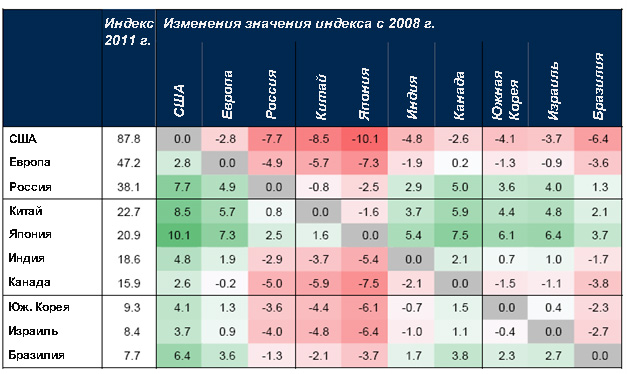 Индекс 2011 г. Изменения значения индекса с 2008 г.
США Европа Россия Китай Япония Индия Канада Южная Корея Израиль Бразилия
США 87.8 0.0 -2.8 -7.7 -8.5 -10.1 -4.8 -2.6 -4.1 -3.7 -6.4
Европа 47.2 2.8 0.0 -4.9 -5.7 -7.3 -1.9 0.2 -1.3 -0.9 -3.6
Россия 38.1 7.7 4.9 0.0 -0.8 -2.5 2.9 5.0 3.6 4.0 1.3
Китай 22.7 8.5 5.7 0.8 0.0 -1.6 3.7 5.9 4.4 4.8 2.1
Япония 20.9 10.1 7.3 2.5 1.6 0.0 5.4 7.5 6.1 6.4 3.7
Индия 18.6 4.8 1.9 -2.9 -3.7 -5.4 0.0 2.1 0.7 1.0 -1.7
Канада 15.9 2.6 -0.2 -5.0 -5.9 -7.5 -2.1 0.0 -1.5 -1.1 -3.8
Юж. Корея 9.3 4.1 1.3 -3.6 -4.4 -6.1 -0.7 1.5 0.0 0.4 -2.3
Израиль 8.4 3.7 0.9 -4.0 -4.8 -6.4 -1.0 1.1 -0.4 0.0 -2.7
Бразилия 7.7 6.4 3.6 -1.3 -2.1 -3.7 1.7 3.8 2.3 2.7 0.0